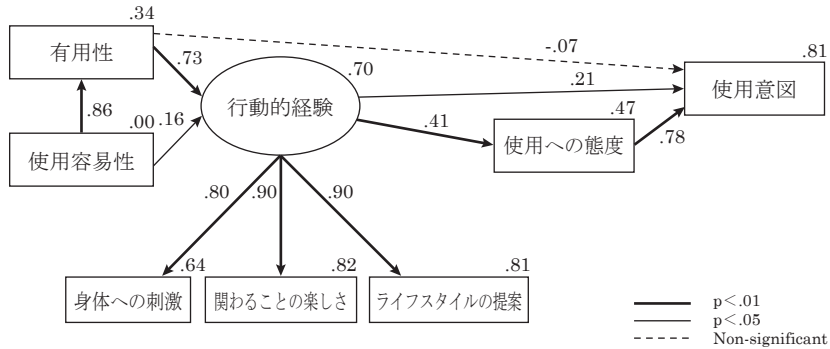 .34
有用性
-.07
.81
.73
.70
.21
使用意図
行動的経験
.86
.00
.16
.47
.41
使用への態度
.78
使用容易性
.80
.90
.90
.64
.82
.81
身体への刺激
関わることの楽しさ
ライフスタイルの提案
p<.01
p<.05
Non-significant